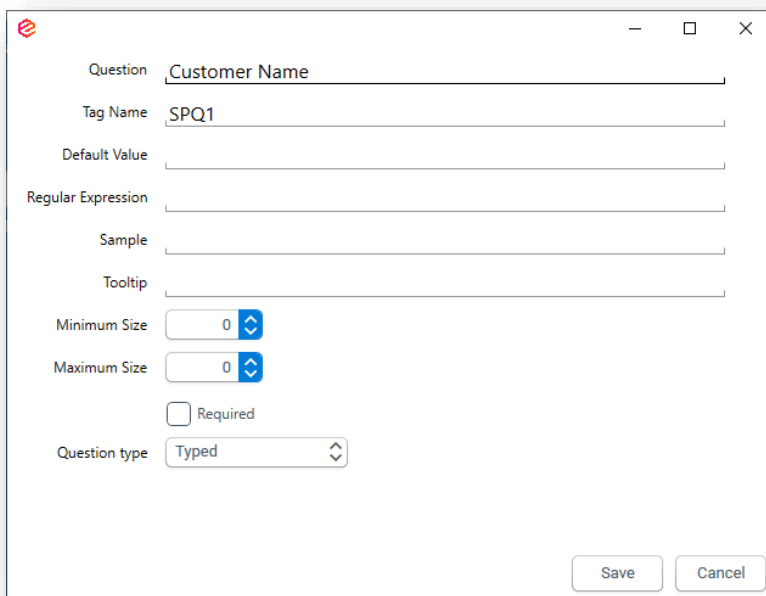 Question Customer Name
Tag Name SPQ1
Default Value
Regular Expression
Sample
Tooltip
Minimum Size 0
Maximum Size 0
Required
Question type Typed
Save Cancel